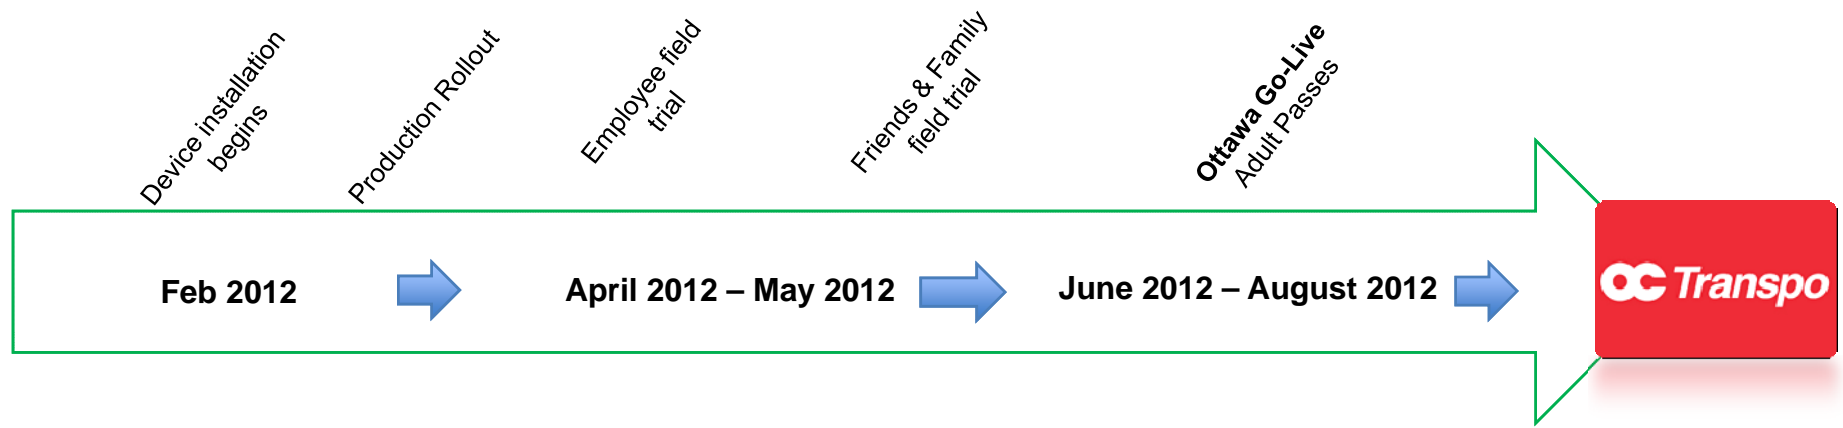 Device installation
begins
Production Rollout
Employee field
trial
Friends & Family
field trial
Ottawa Go-Live
Adult Passes
Feb 2012
April 2012 – May 2012
June 2012 – August 2012
OC Transpo